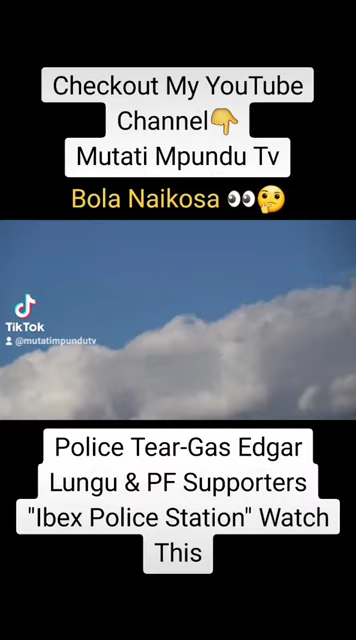 Checkout My YouTube
Channel👇
Mutati Mpundu Tv
Bola Naikosa 👀🤔
TikTok
@mutatimpundutv
Police Tear-Gas Edgar
Lungu & PF Supporters
"Ibex Police Station" Watch
This